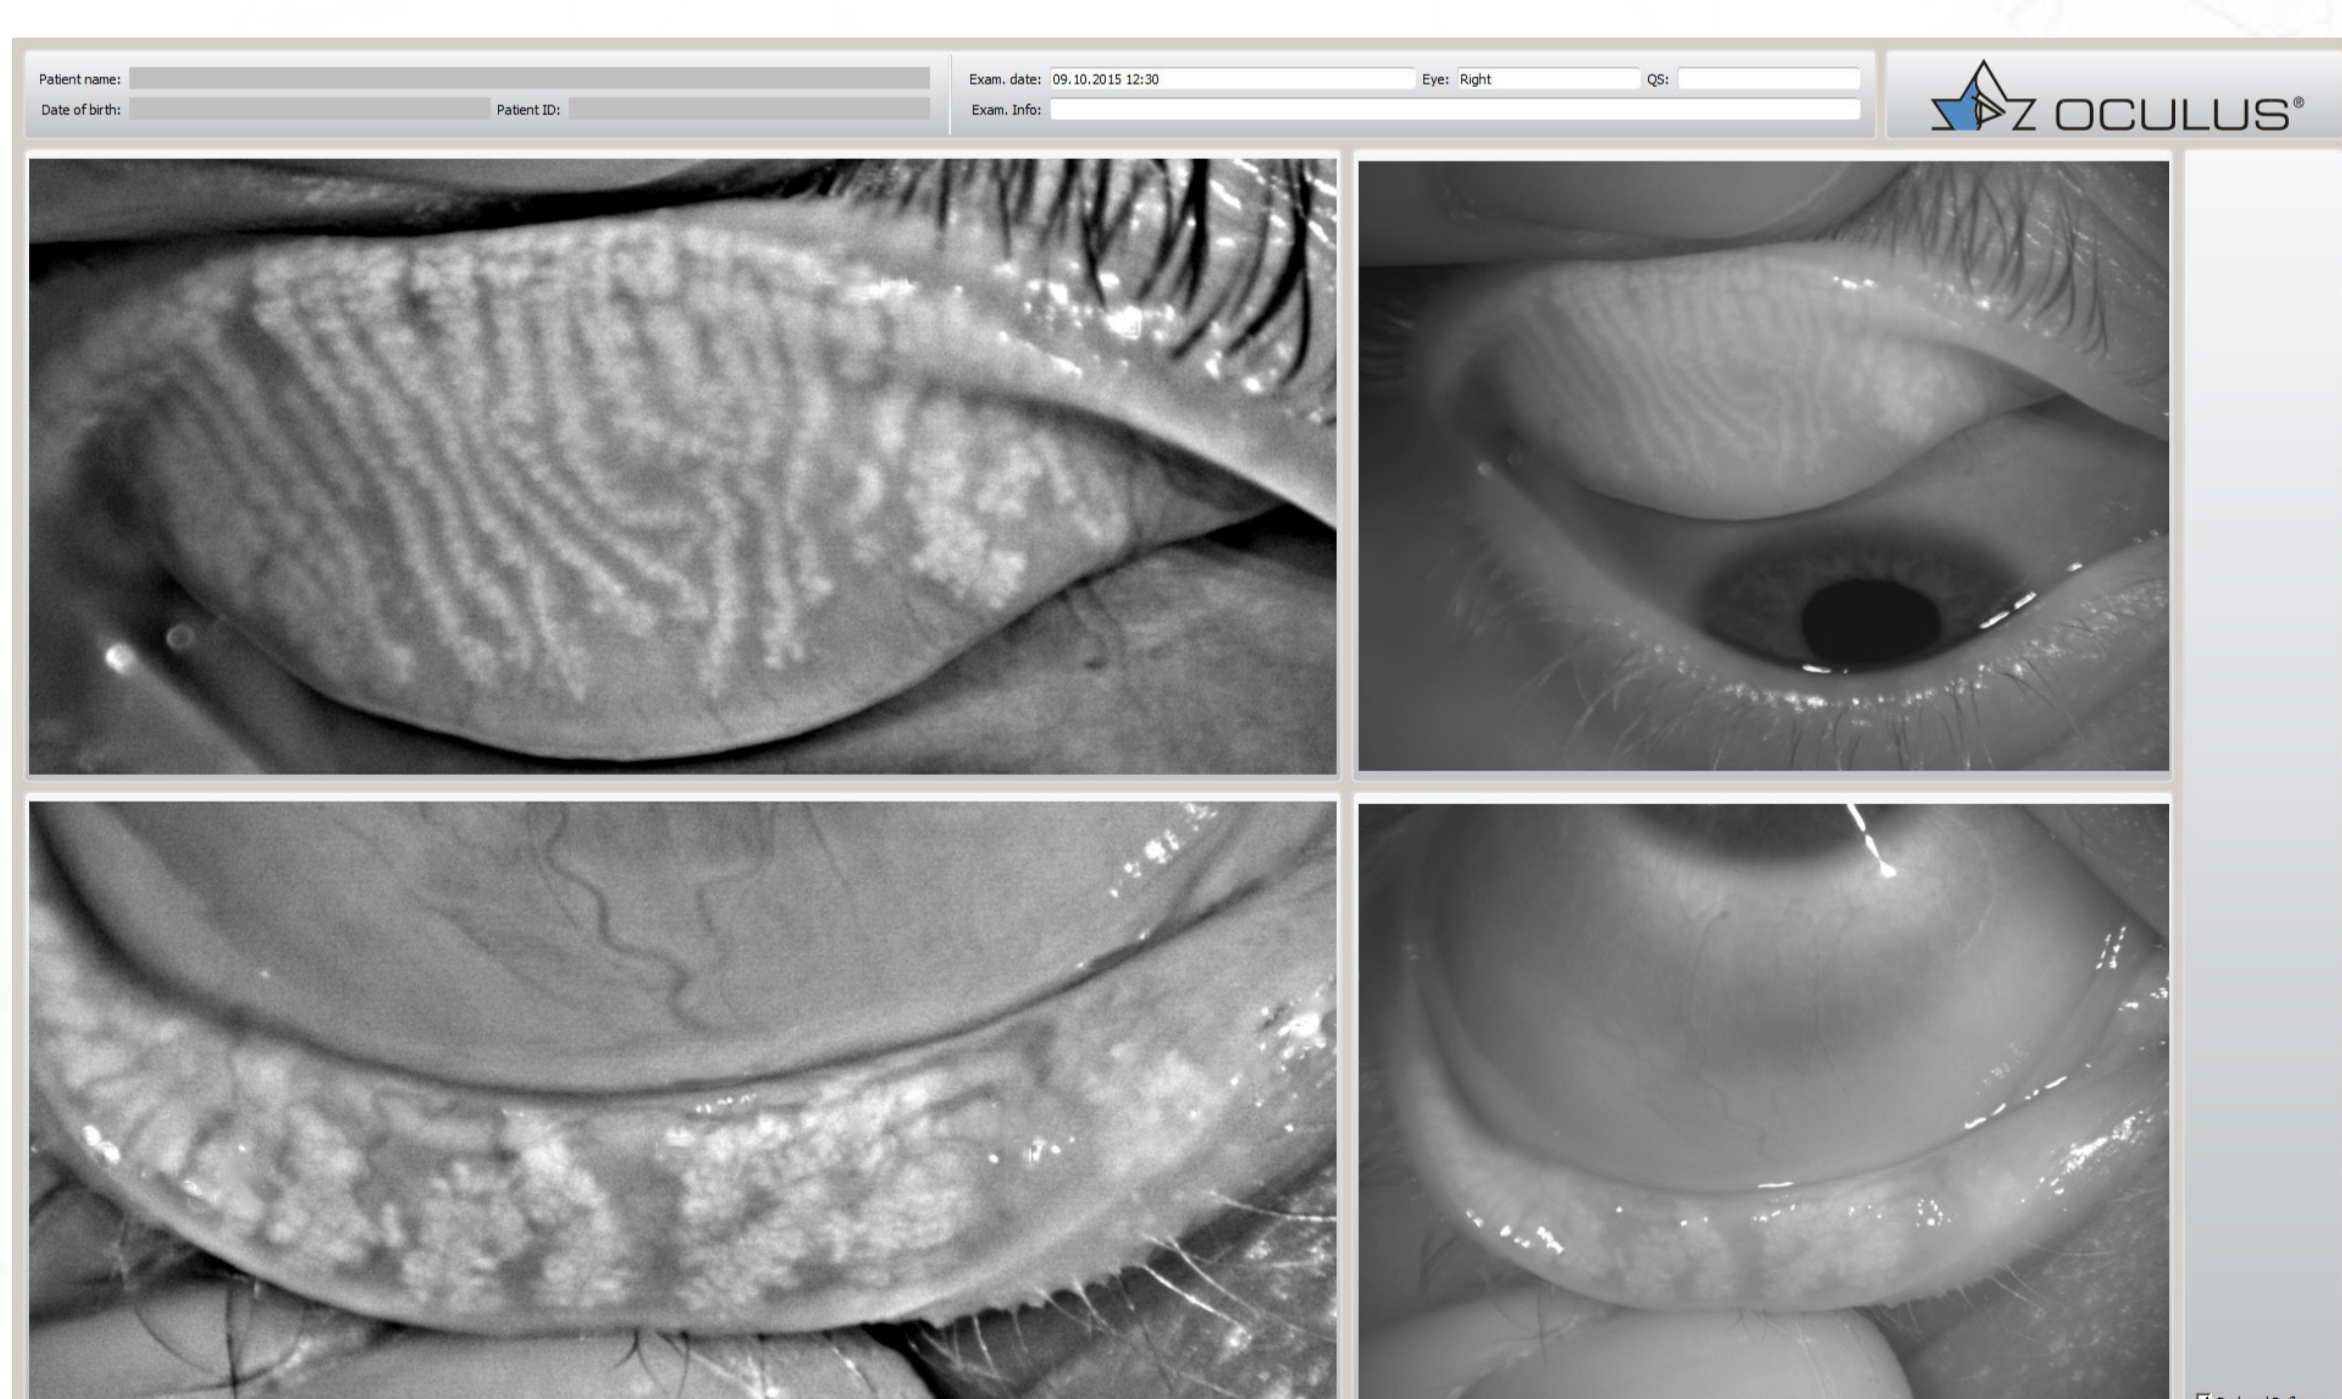 Patient name:
Date of birth: Patient ID:
Exam. date: 09.10.2015 12:30 Eye: Right QS:
Exam. Info:
OCULUS®